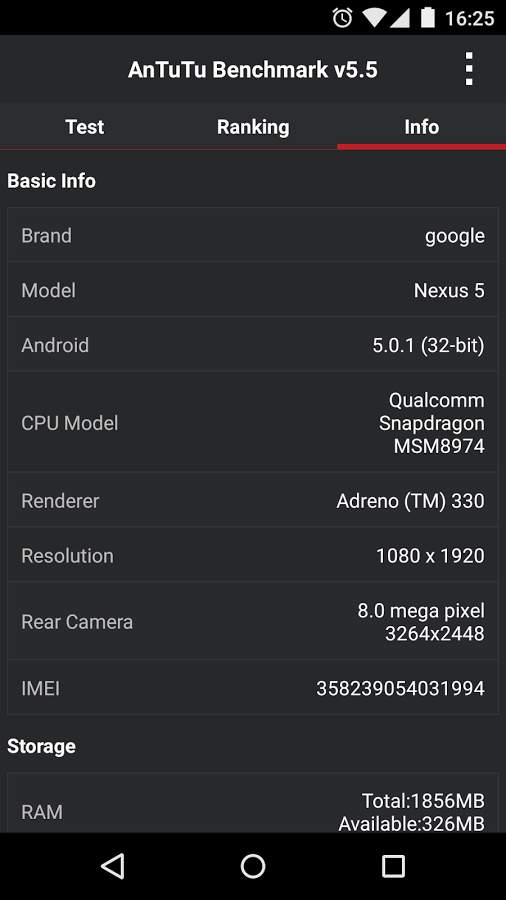 16:25
AnTuTu Benchmark v5.5
Test Ranking Info
Basic Info
Brand google
Model Nexus 5
Android 5.0.1 (32-bit)
CPU Model Qualcomm
Snapdragon
MSM8974
Renderer Adreno (TM) 330
Resolution 1080 x 1920
Rear Camera 8.0 mega pixel
3264x2448
IMEI 358239054031994
Storage
RAM Total:1856MB
Available:326MB